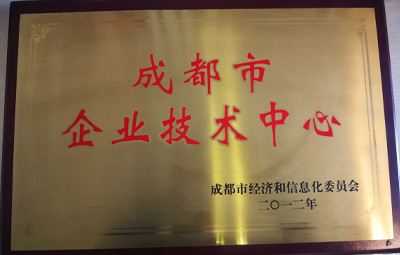 成都市
企业技术中心
成都市经济和信息化委员会
二〇一二年